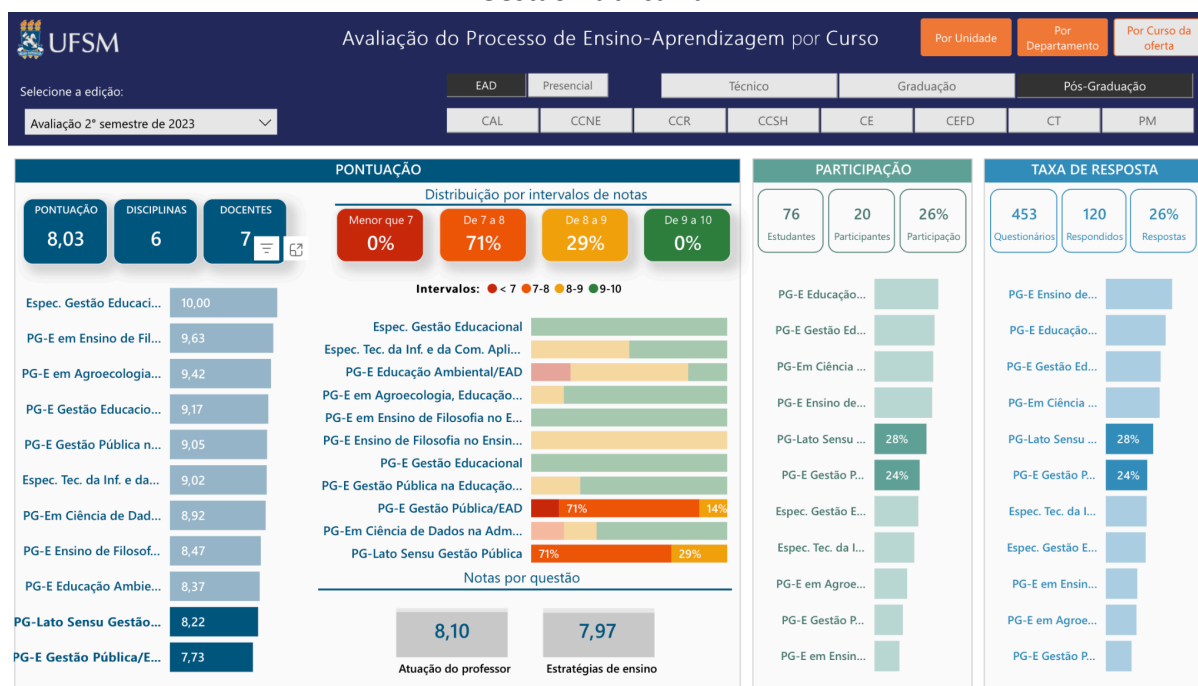 UFSM
Avaliação do Processo de Ensino-Aprendizagem por Curso
Por Unidade
Por Departamento
Por Curso da oferta
Selecione a edição:
Avaliação 2° semestre de 2023
EAD
Presencial
Técnico
Graduação
Pós-Graduação
CAL
CCNE
CCR
CCSH
CE
CEFD
CT
PM
PONTUAÇÃO
PONTUAÇÃO
8,03
DISCIPLINAS
6
DOCENTES
7
Espec. Gestão Educaci... 10,00
PG-E em Ensino de Fil... 9,63
PG-E em Agroecologia... 9,42
PG-E Gestão Educacio... 9,17
PG-E Gestão Pública n... 9,05
Espec. Tec. da Inf. e da... 9,02
PG-Em Ciência de Dad... 8,92
PG-E Ensino de Filosof... 8,47
PG-E Educação Ambie... 8,37
PG-Lato Sensu Gestão... 8,22
PG-E Gestão Pública/E... 7,73
Distribuição por intervalos de notas
Menor que 7
0%
De 7 a 8
71%
De 8 a 9
29%
De 9 a 10
0%
Intervalos: < 7 7-8 8-9 9-10
Espec. Gestão Educacional
Espec. Tec. da Inf. e da Com. Apli...
PG-E Educação Ambiental/EAD
PG-E em Agroecologia, Educação...
PG-E em Ensino de Filosofia no E...
PG-E Ensino de Filosofia no Ensin...
PG-E Gestão Educacional
PG-E Gestão Pública na Educação...
PG-E Gestão Pública/EAD 71% 14%
PG-Em Ciência de Dados na Adm...
PG-Lato Sensu Gestão Pública 71% 29%
Notas por questão
8,10
Atuação do professor
7,97
Estratégias de ensino
PARTICIPAÇÃO
76
Estudantes
20
Participantes
26%
Participação
PG-E Educação...
PG-E Gestão Ed...
PG-Em Ciência ...
PG-E Ensino de...
PG-Lato Sensu ... 28%
PG-E Gestão P... 24%
Espec. Gestão E...
Espec. Tec. da I...
PG-E em Agroe...
PG-E Gestão P...
PG-E em Ensin...
TAXA DE RESPOSTA
453
Questionários
120
Respondidos
26%
Respostas
PG-E Ensino de...
PG-E Educação...
PG-E Gestão Ed...
PG-Em Ciência ...
PG-Lato Sensu ... 28%
PG-E Gestão P... 24%
Espec. Tec. da I...
Espec. Gestão E...
PG-E em Ensin...
PG-E em Agroe...
PG-E Gestão P...